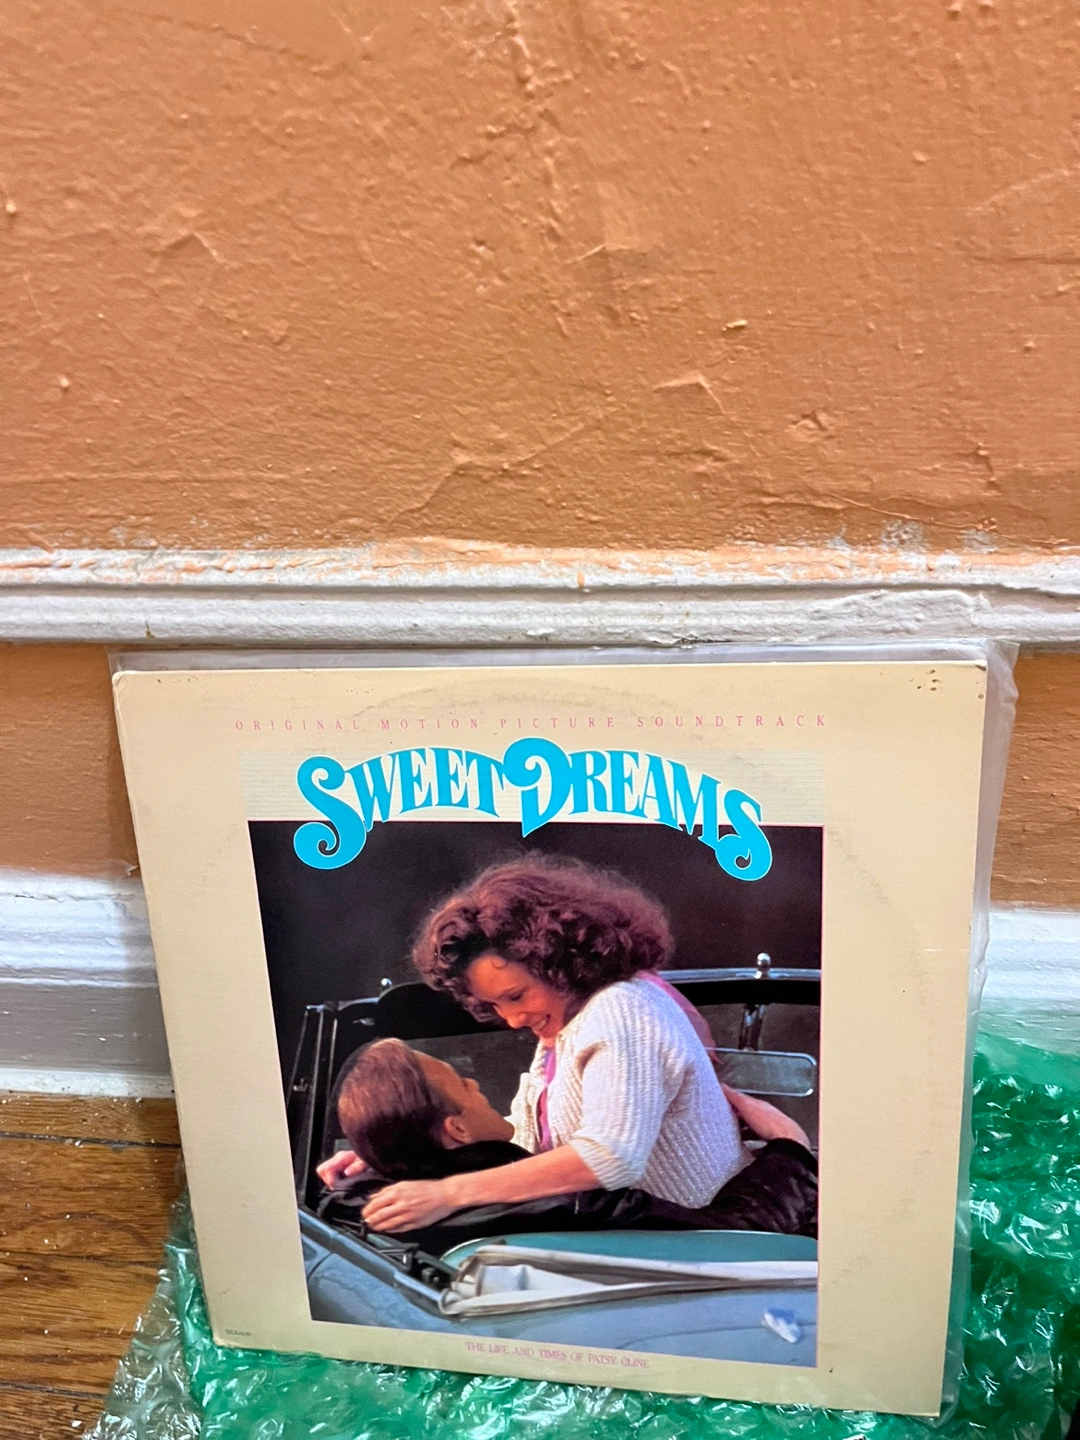 ORIGINAL MOTION PICTURE SOUNDTRACK
SWEET DREAMS
THE LIFE AND TIMES OF PATSY CLINE